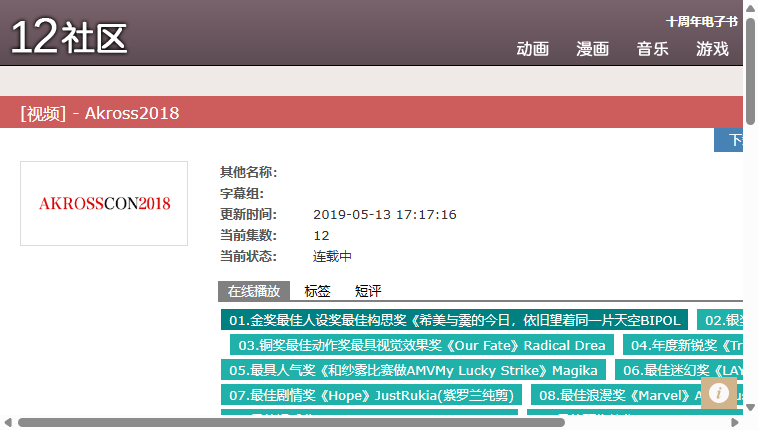 12社区
十周年电子书
动画 漫画 音乐 游戏
[视频] - Akross2018
AKROSSCON2018
其他名称:
字幕组:
更新时间: 2019-05-13 17:17:16
当前集数: 12
当前状态: 连载中
在线播放 标签 短评
01.金奖最佳人设奖最佳构思奖《希美与霙的今日，依旧望着同一片天空BIPOL 02.银奖
03.铜奖最佳动作奖最具视觉效果奖《Our Fate》Radical Drea 04.年度新锐奖《Tr
05.最具人气奖《和纱雾比赛做AMVMy Lucky Strike》Magika 06.最佳迷幻奖《LAY
07.最佳剧情奖《Hope》JustRukia(紫罗兰纯剪) 08.最佳浪漫奖《Marvel》A